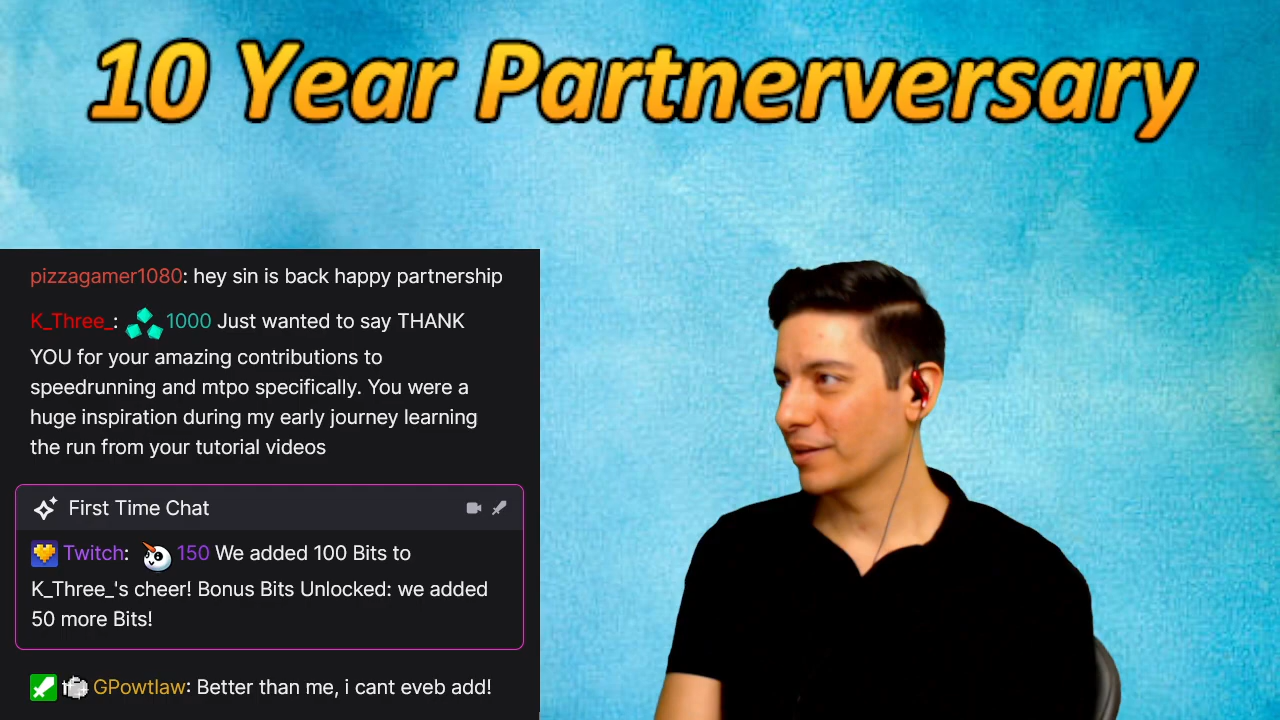 10 Year Partnerversary
pizzagamer1080: hey sin is back happy partnership
K_Three_: 1000 Just wanted to say THANK
YOU for your amazing contributions to
speedrunning and mtpo specifically. You were a
huge inspiration during my early journey learning
the run from your tutorial videos
First Time Chat
Twitch: 150 We added 100 Bits to
K_Three_'s cheer! Bonus Bits Unlocked: we added
50 more Bits!
GPowtlaw: Better than me, i cant eveb add!